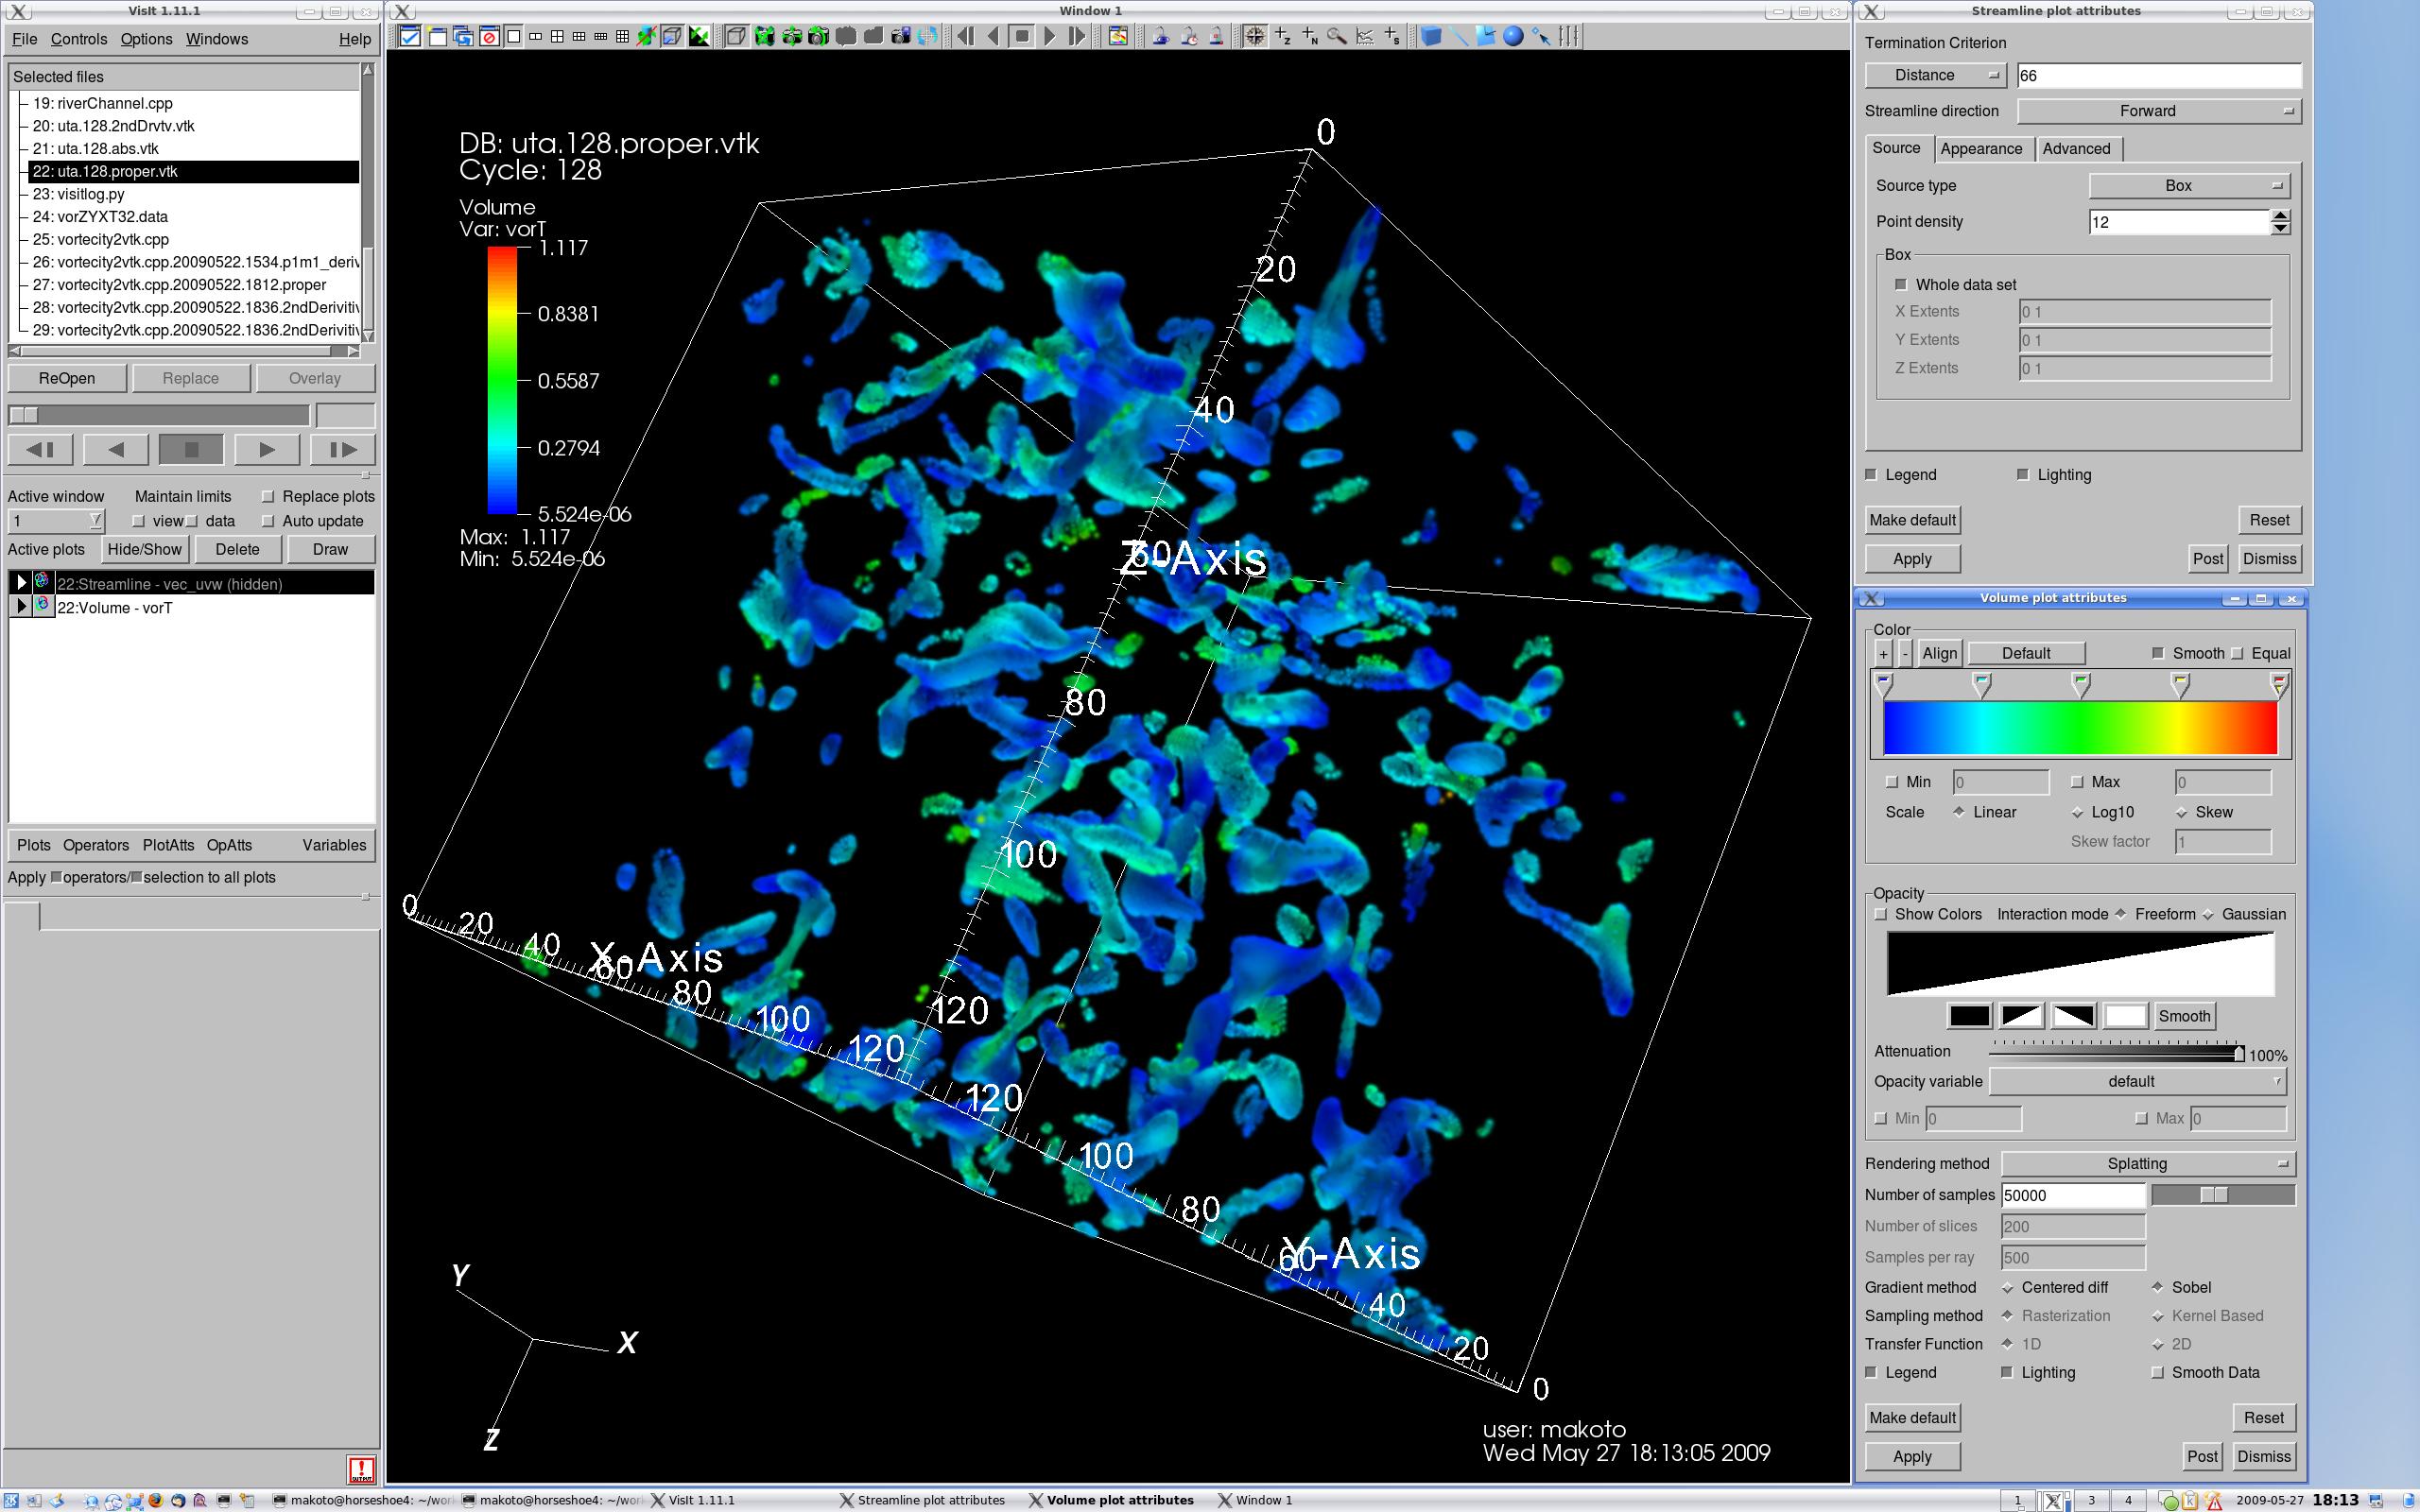 VisIt 1.11.1
File Controls Options Windows Help
Selected files
19: riverChannel.cpp
20: uta.128.2ndDrvtv.vtk
21: uta.128.abs.vtk
22: uta.128.proper.vtk
23: visitlog.py
24: vorZYXT32.data
25: vortecity2vtk.cpp
26: vortecity2vtk.cpp.20090522.1534.p1m1_deriv
27: vortecity2vtk.cpp.20090522.1812.proper
28: vortecity2vtk.cpp.20090522.1836.2ndDerivitiv
29: vortecity2vtk.cpp.20090522.1836.2ndDerivitiv
ReOpen Replace Overlay
Active window Maintain limits Replace plots
1 view data Auto update
Active plots Hide/Show Delete Draw
22:Streamline - vec_uvw (hidden)
22:Volume - vorT
Plots Operators PlotAtts OpAtts Variables
Apply operators/ selection to all plots
Window 1
DB: uta.128.proper.vtk
Cycle: 128
Volume
Var: vorT
1.117
0.8381
0.5587
0.2794
5.524e-06
Max: 1.117
Min: 5.524e-06
0
20
40
60
Z-Axis
80
100
120
0
20
40
60
X-Axis
80
100
120
120
100
80
60
Y-Axis
40
20
0
Y
X
Z
user: makoto
Wed May 27 18:13:05 2009
Streamline plot attributes
Termination Criterion
Distance 66
Streamline direction Forward
Source Appearance Advanced
Source type Box
Point density 12
Box
Whole data set
X Extents 0 1
Y Extents 0 1
Z Extents 0 1
Legend Lighting
Make default Reset
Apply Post Dismiss
Volume plot attributes
Color
+ - Align Default Smooth Equal
Min 0 Max 0
Scale Linear Log10 Skew
Skew factor 1
Opacity
Show Colors Interaction mode Freeform Gaussian
Smooth
Attenuation 100%
Opacity variable default
Min 0 Max 0
Rendering method Splatting
Number of samples 50000
Number of slices 200
Samples per ray 500
Gradient method Centered diff Sobel
Sampling method Rasterization Kernel Based
Transfer Function 1D 2D
Legend Lighting Smooth Data
Make default Reset
Apply Post Dismiss
makoto@horseshoe4: ~/wor makoto@horseshoe4: ~/wor VisIt 1.11.1 Streamline plot attributes Volume plot attributes Window 1 1 3 4 2009-05-27 18:13